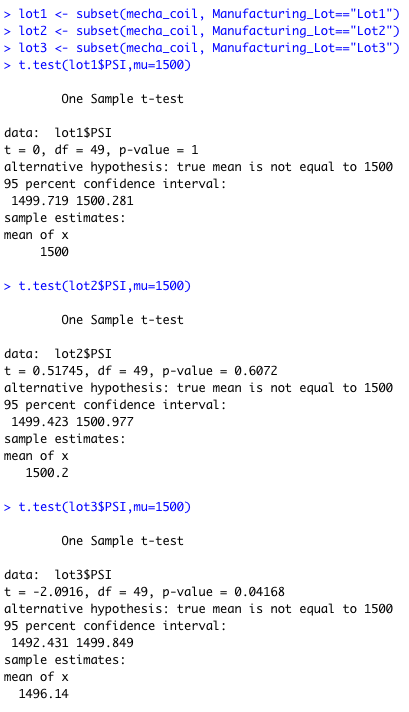 > lot1 <- subset(mecha_coil, Manufacturing_Lot=="Lot1")
> lot2 <- subset(mecha_coil, Manufacturing_Lot=="Lot2")
> lot3 <- subset(mecha_coil, Manufacturing_Lot=="Lot3")
> t.test(lot1$PSI,mu=1500)
One Sample t-test
data:  lot1$PSI
t = 0, df = 49, p-value = 1
alternative hypothesis: true mean is not equal to 1500
95 percent confidence interval:
1499.719 1500.281
sample estimates:
mean of x
1500
> t.test(lot2$PSI,mu=1500)
One Sample t-test
data:  lot2$PSI
t = 0.51745, df = 49, p-value = 0.6072
alternative hypothesis: true mean is not equal to 1500
95 percent confidence interval:
1499.423 1500.977
sample estimates:
mean of x
1500.2
> t.test(lot3$PSI,mu=1500)
One Sample t-test
data:  lot3$PSI
t = -2.0916, df = 49, p-value = 0.04168
alternative hypothesis: true mean is not equal to 1500
95 percent confidence interval:
1492.431 1499.849
sample estimates:
mean of x
1496.14